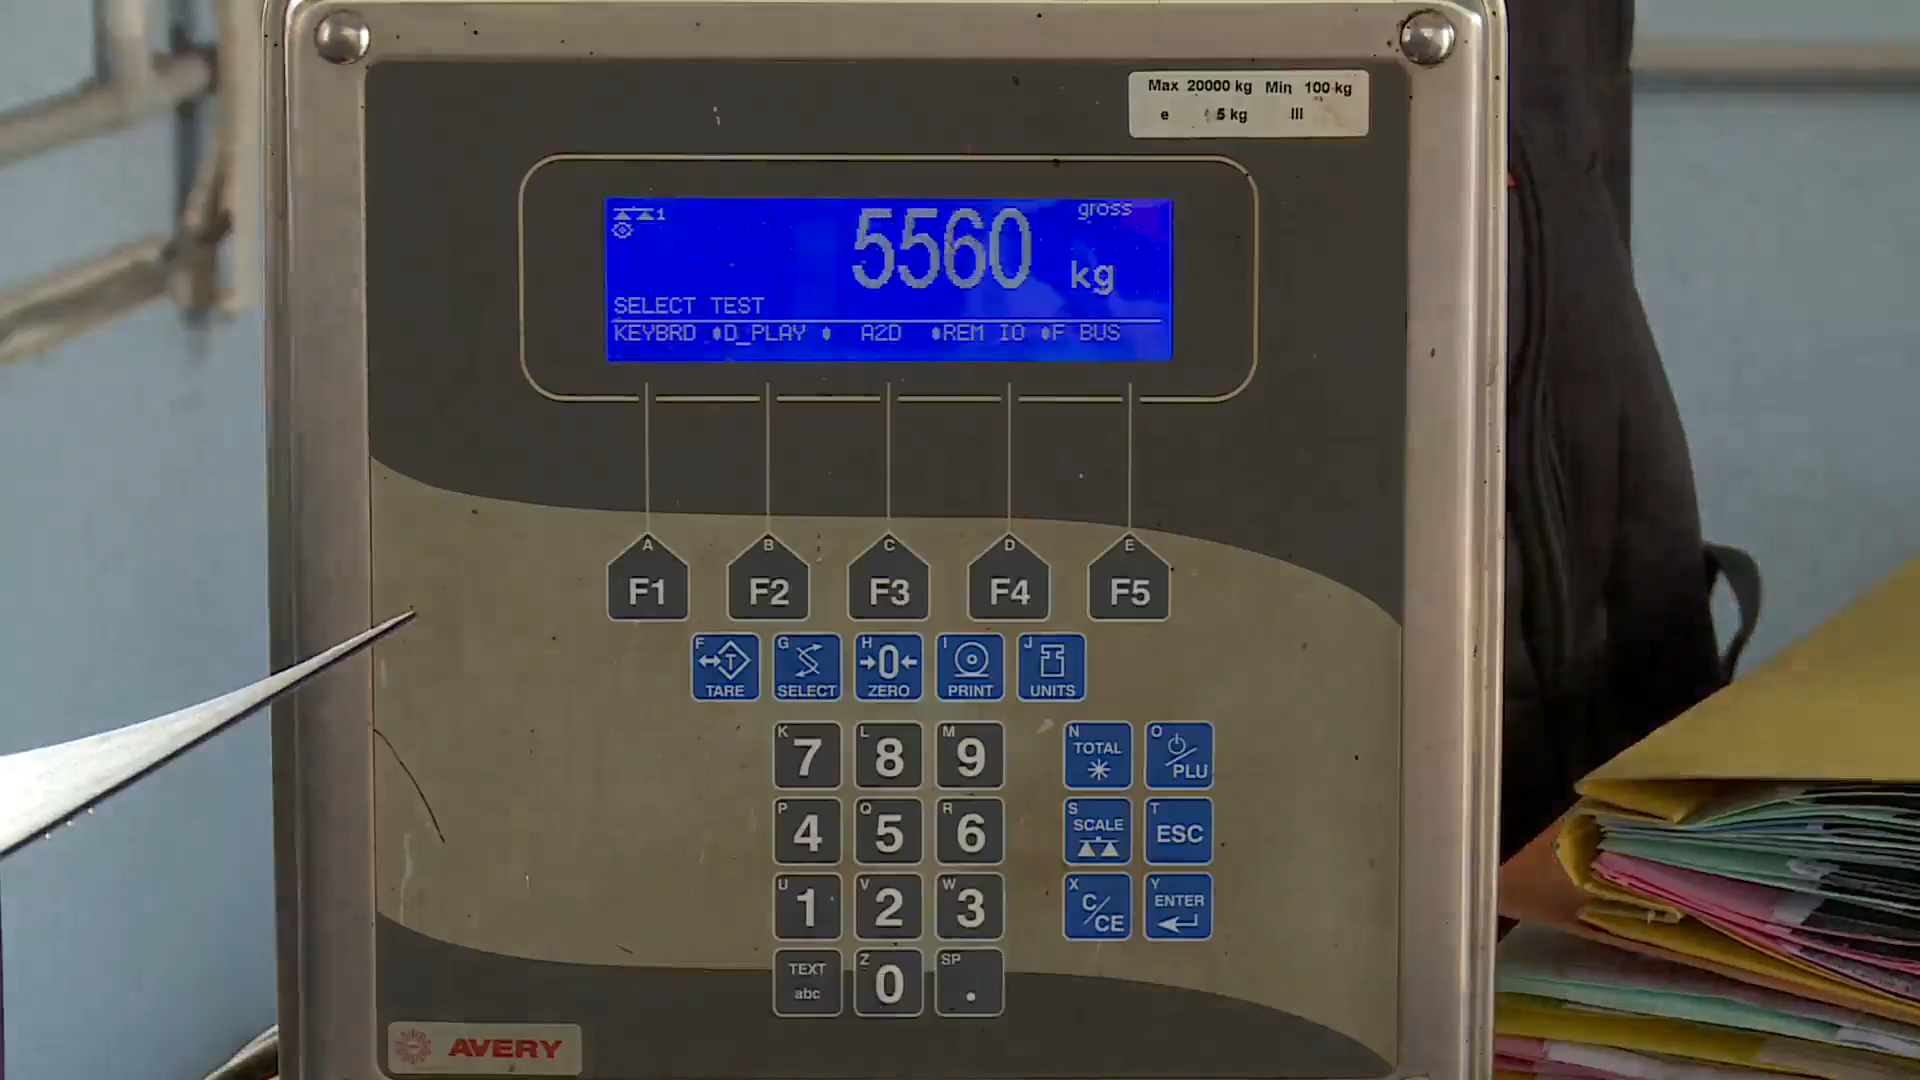 Max 20000 kg Min 100 kg
e 5 kg III
1 5560 gross
kg
SELECT TEST
KEYBRD D_PLAY A2D REM IO F BUS
A B C D E
F1 F2 F3 F4 F5
F G H I J
T 0
TARE SELECT ZERO PRINT UNITS
K L M N O
7 8 9 TOTAL PLU
P Q R S T
4 5 6 SCALE ESC
U V W X Y
1 2 3 C/CE ENTER
TEXT Z SP
abc 0 .
AVERY